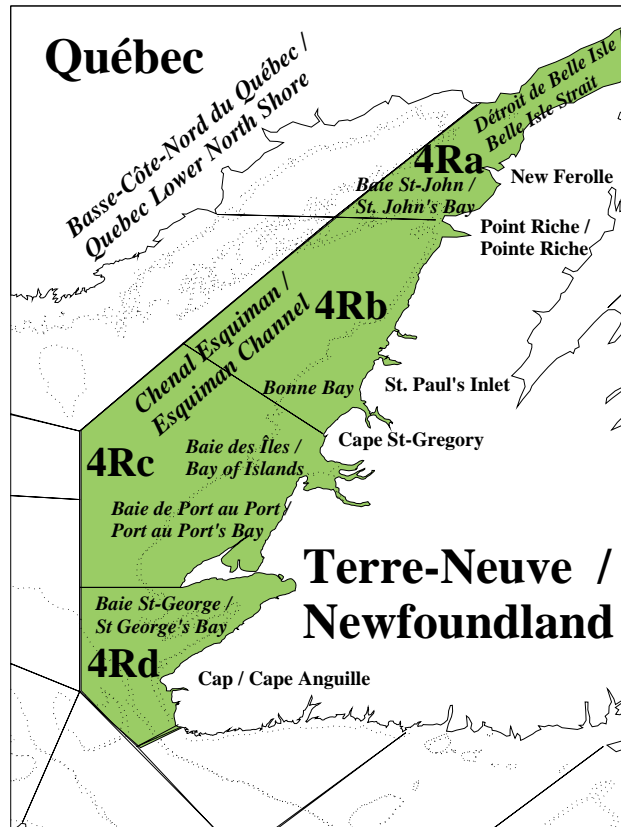 Québec
Basse-Côte-Nord du Québec /
Quebec Lower North Shore
Détroit de Belle Isle /
Belle Isle Strait
4Ra
Baie St-John /
St. John's Bay
New Ferolle
Point Riche /
Pointe Riche
4Rb
Chenal Esquiman /
Esquiman Channel
Bonne Bay
St. Paul's Inlet
Cape St-Gregory
4Rc
Baie des Îles /
Bay of Islands
Baie de Port au Port /
Port au Port's Bay
Terre-Neuve /
Newfoundland
Baie St-George /
St George's Bay
4Rd
Cap / Cape Anguille